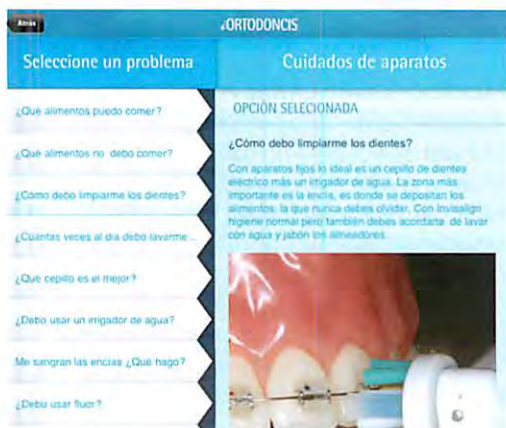 Atrás
iORTODONCIS
Seleccione un problema
Cuidados de aparatos
¿Qué alimentos puedo comer?
¿Qué alimentos no debo comer?
¿Cómo debo limpiarme los dientes?
¿Cuántas veces al día debo lavarme ...
¿Qué cepillo es el mejor?
¿Debo usar un irrigador de agua?
Me sangran las encías ¿Qué hago?
¿Debo usar fluor?
OPCIÓN SELECIONADA
¿Cómo debo limpiarme los dientes?
Con aparatos fijos lo ideal es un cepillo de dientes
eléctrico más un irrigador de agua. La zona más
importante es la encía, es donde se depositan los
alimentos, la que nunca debes olvidar. Con Invisalign
higiene normal pero también debes acordarte de lavar
con agua y jabón los alineadores.